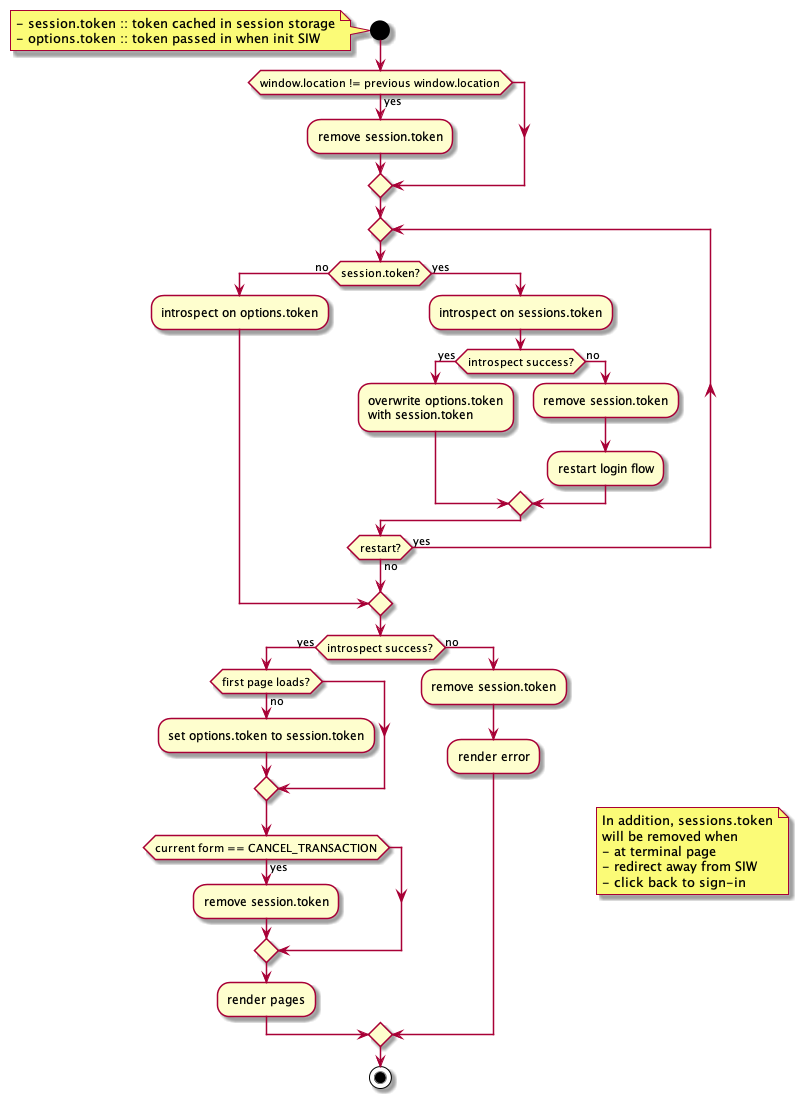 - session.token :: token cached in session storage
- options.token :: token passed in when init SIW
window.location != previous window.location
yes
remove session.token
session.token?
no
yes
introspect on options.token
introspect on sessions.token
introspect success?
yes
no
overwrite options.token
with session.token
remove session.token
restart login flow
restart?
yes
no
introspect success?
yes
no
first page loads?
no
set options.token to session.token
remove session.token
render error
current form == CANCEL_TRANSACTION
yes
remove session.token
render pages
In addition, sessions.token
will be removed when
- at terminal page
- redirect away from SIW
- click back to sign-in